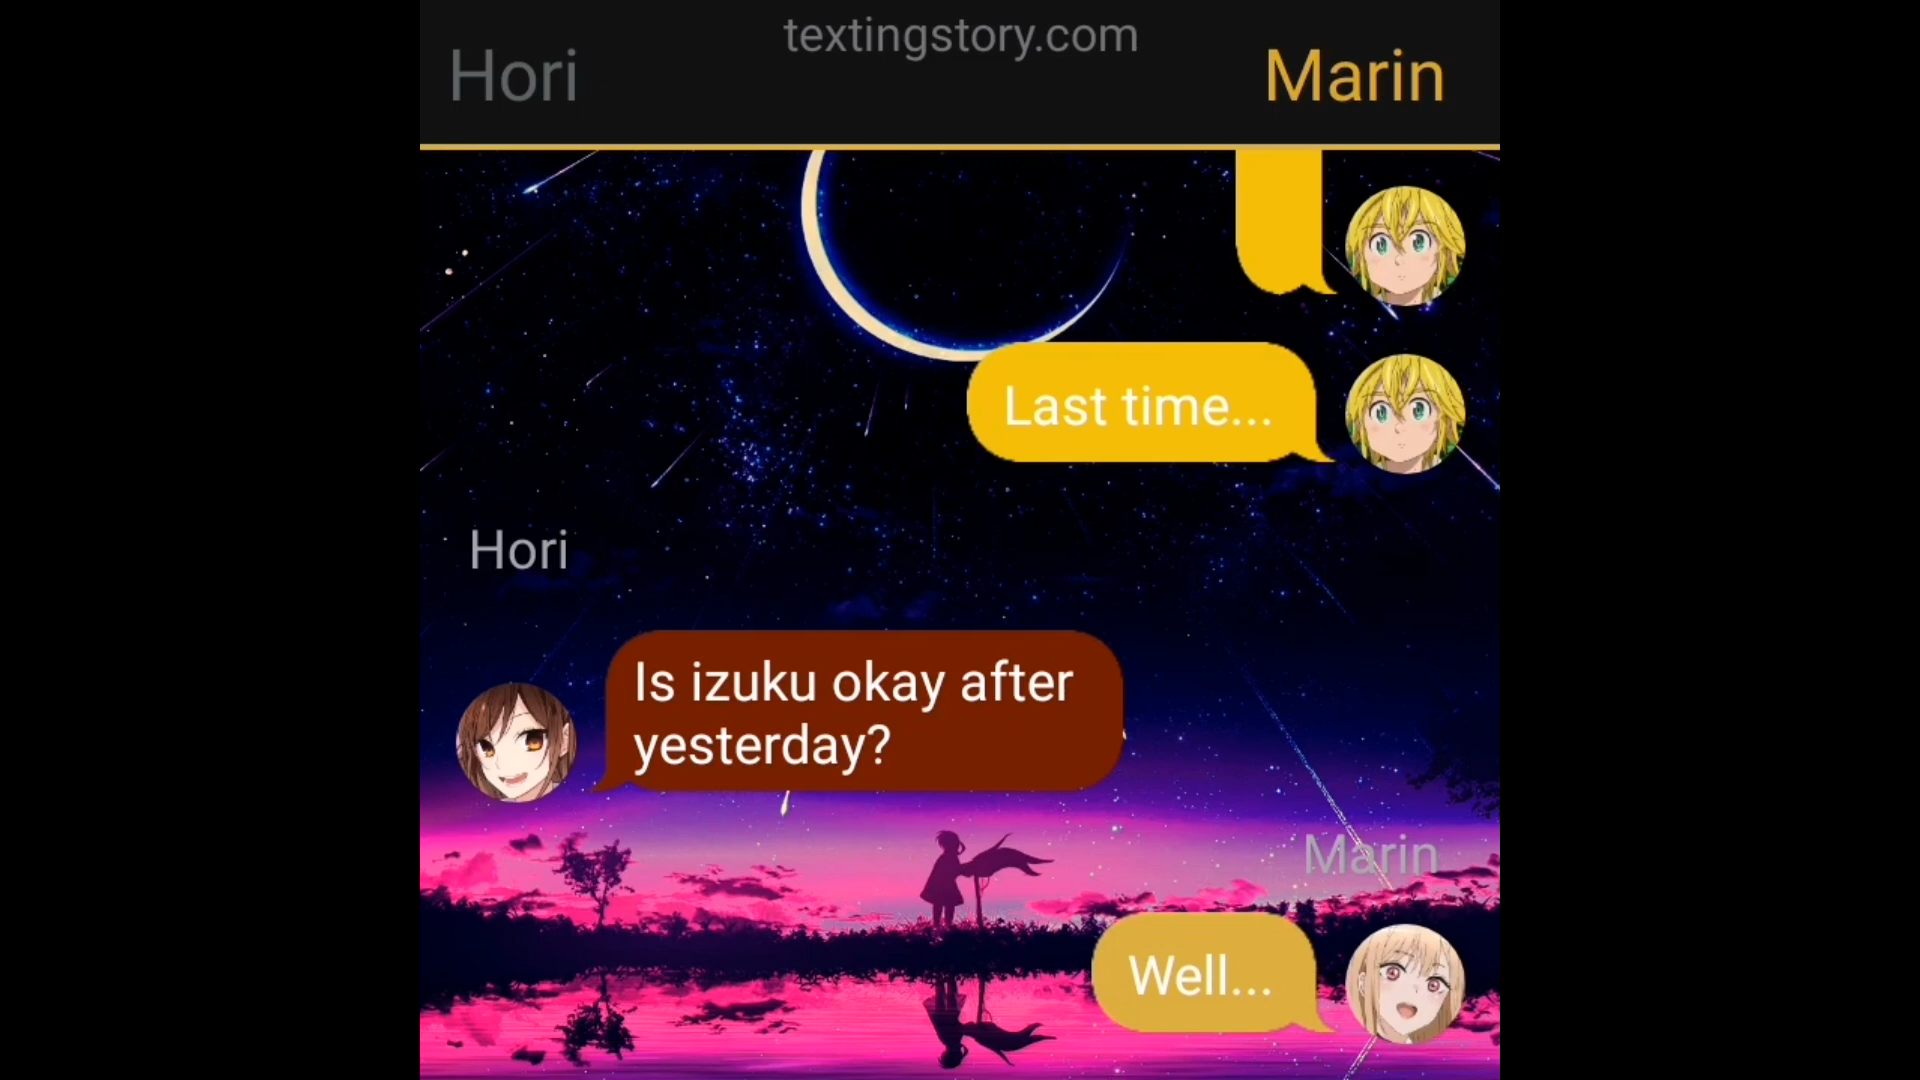 textingstory.com
Hori
Marin
Last time...
Hori
Is izuku okay after
yesterday?
Marin
Well...